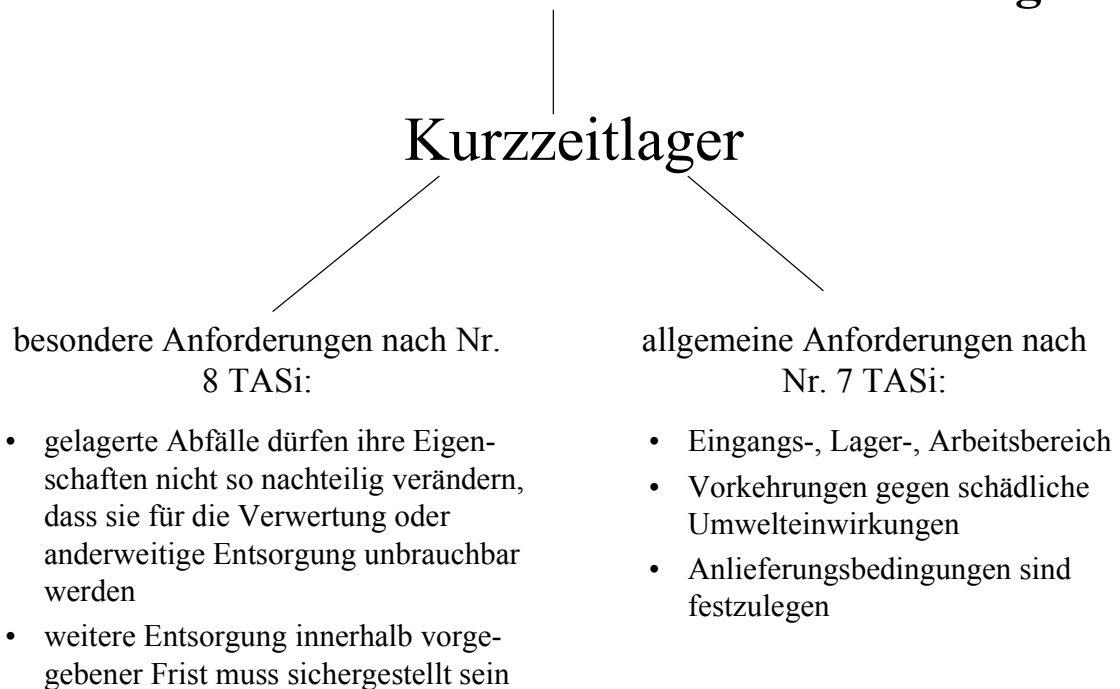 Kurzzeitlager
besondere Anforderungen nach Nr.
8 TASi:
• gelagerte Abfälle dürfen ihre Eigen-
schaften nicht so nachteilig verändern,
dass sie für die Verwertung oder
anderweitige Entsorgung unbrauchbar
werden
• weitere Entsorgung innerhalb vorge-
gebener Frist muss sichergestellt sein
allgemeine Anforderungen nach
Nr. 7 TASi:
• Eingangs-, Lager-, Arbeitsbereich
• Vorkehrungen gegen schädliche
Umwelteinwirkungen
• Anlieferungsbedingungen sind
festzulegen